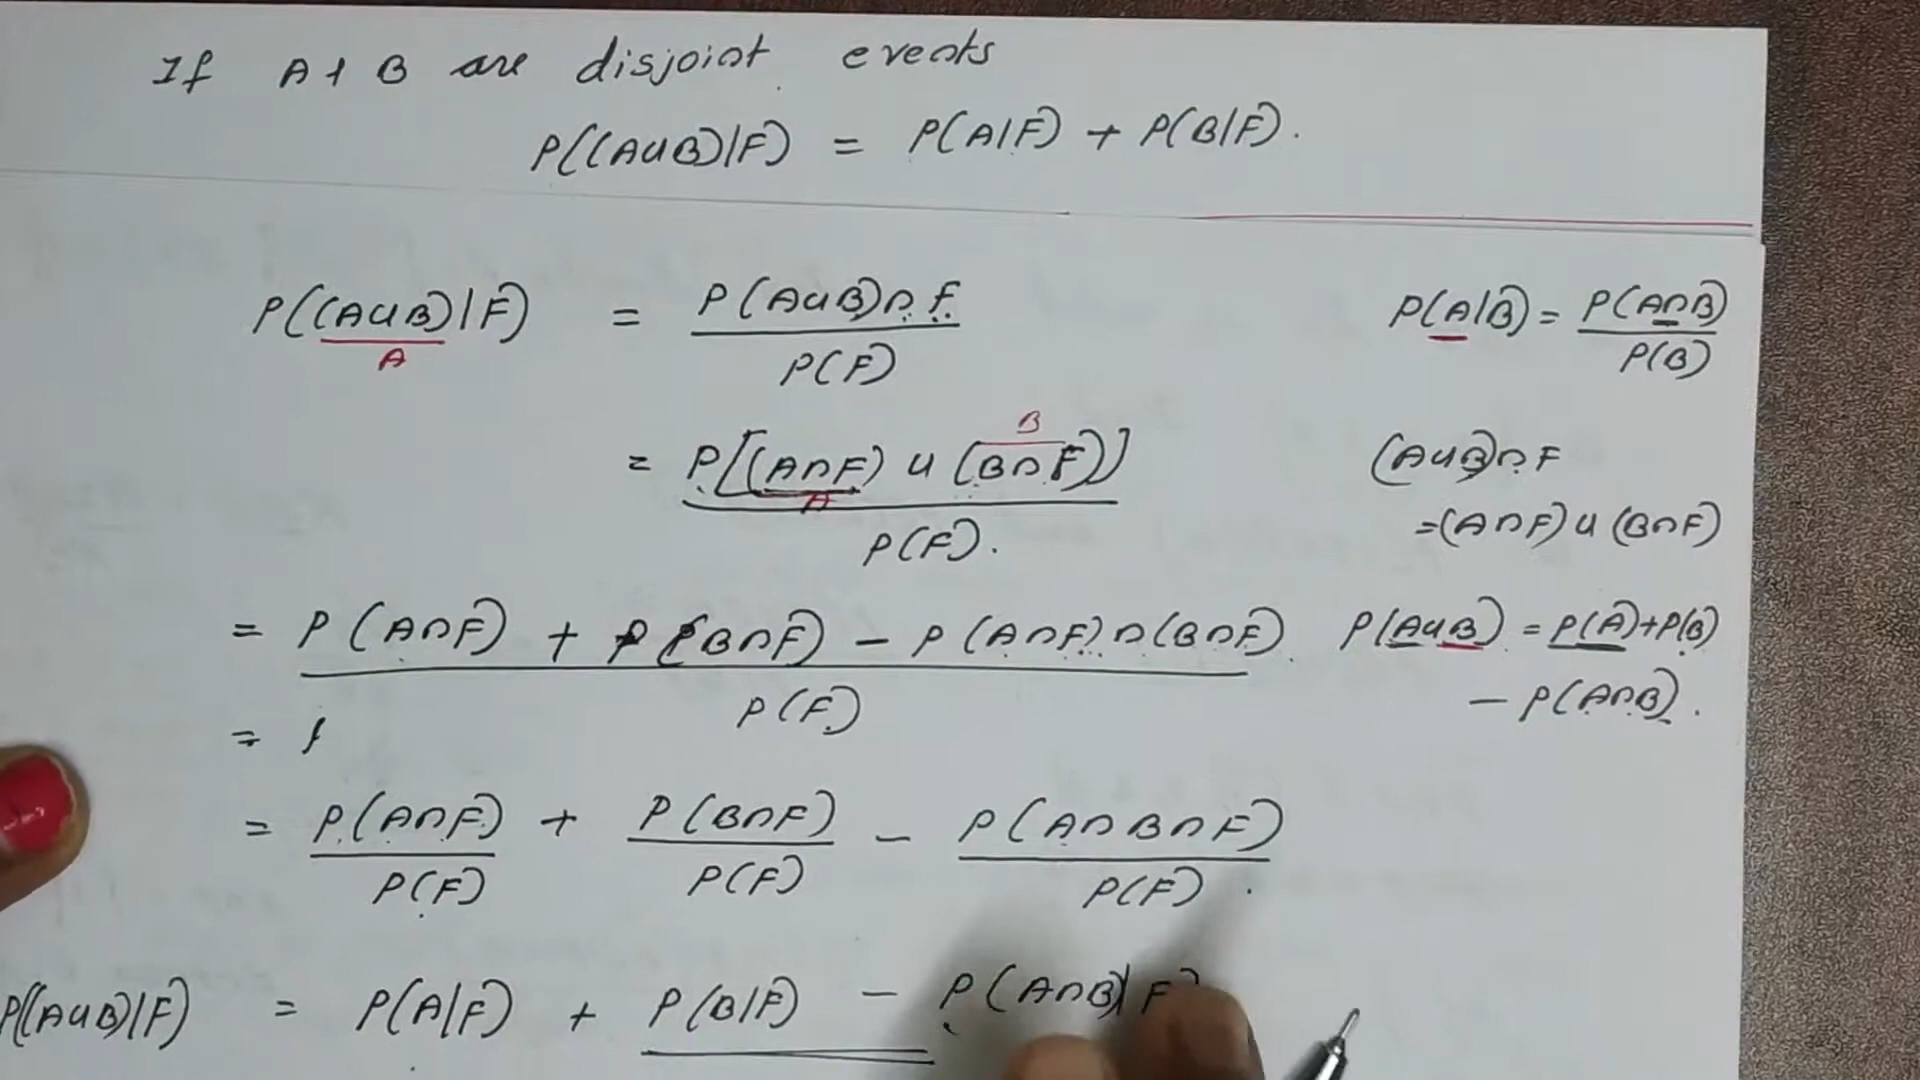 If A & B are disjoint events
P((A∪B)|F) = P(A|F) + P(B|F).
P((A∪B)|F) = P(A∪B)∩F / P(F)
A
P(A|B) = P(A∩B) / P(B)
= P[(A∩F) ∪ (B∩F)] / P(F).
A
B
(A∪B)∩F
=(A∩F) ∪ (B∩F)
= P(A∩F) + P(B∩F) - P(A∩F)∩(B∩F). / P(F)
P(A∪B) = P(A)+P(B)
- P(A∩B).
=
= P(A∩F) / P(F) + P(B∩F) / P(F) - P(A∩B∩F) / P(F).
P((A∪B)|F) = P(A|F) + P(B|F) - P(A∩B|F)